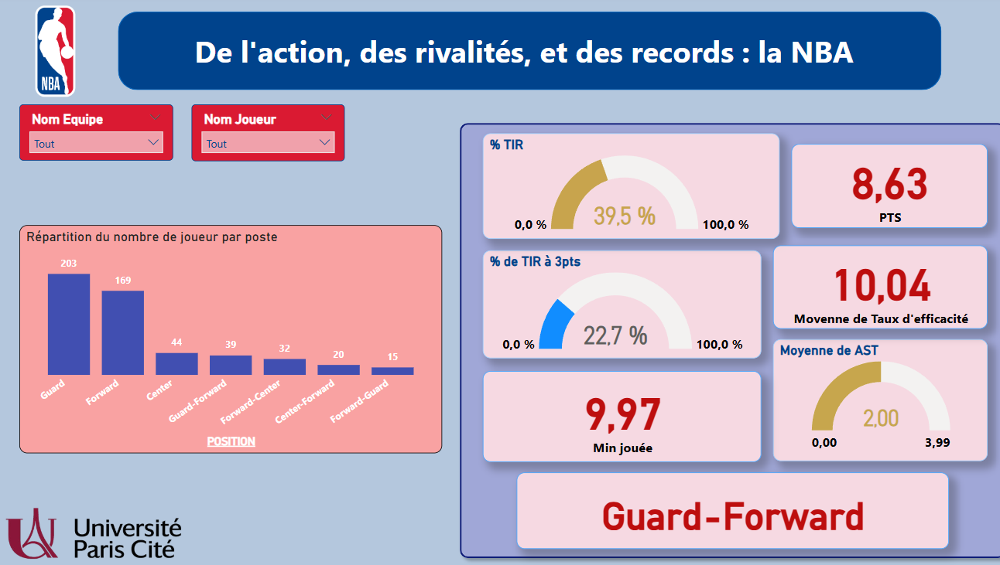 NBA
De l'action, des rivalités, et des records : la NBA
Nom Equipe
Tout
Nom Joueur
Tout
Répartition du nombre de joueur par poste
203
169
44
39
32
20
15
Guard
Forward
Center
Guard-Forward
Forward-Center
Center-Forward
Forward-Guard
POSITION
% TIR
39,5 %
0,0 %
100,0 %
8,63
PTS
% de TIR à 3pts
22,7 %
0,0 %
100,0 %
10,04
Moyenne de Taux d'efficacité
9,97
Min jouée
Moyenne de AST
2,00
0,00
3,99
Guard-Forward
Université
Paris Cité